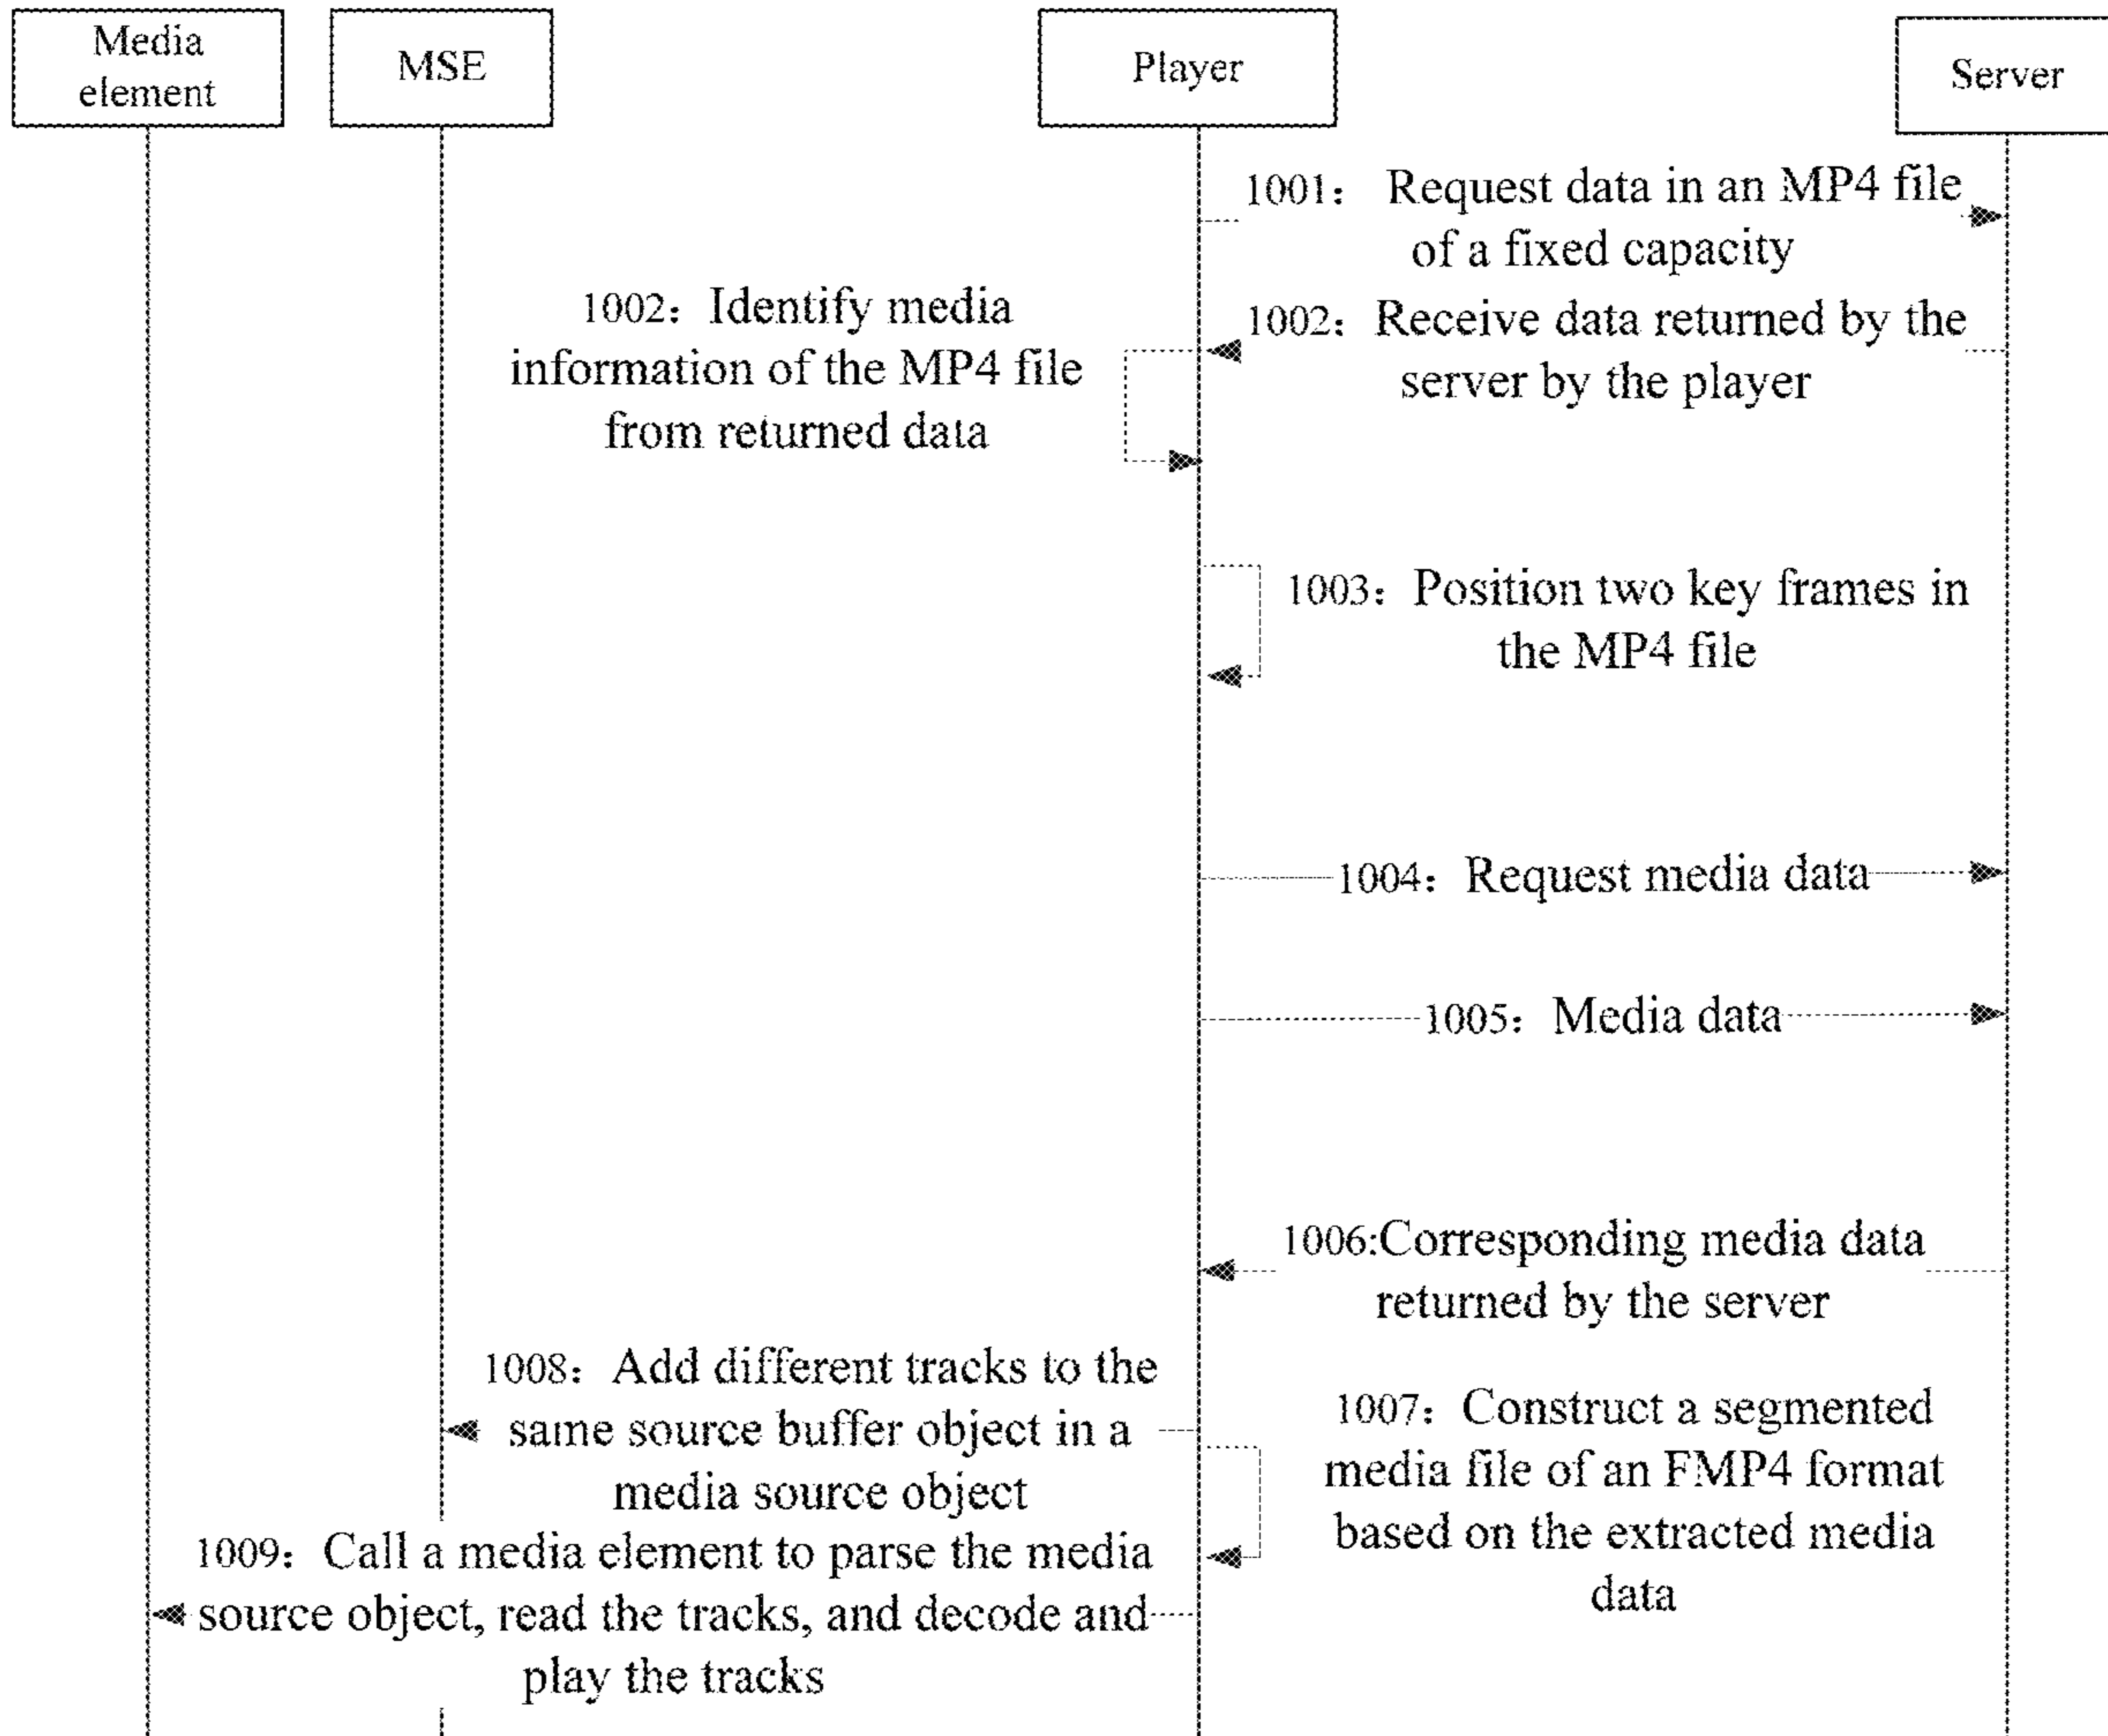 Media
element
MSE
Player
Server
1001： Request data in an MP4 file
of a fixed capacity
1002： Identify media
information of the MP4 file
from returned data
1002： Receive data returned by the
server by the player
1003： Position two key frames in
the MP4 file
1004： Request media data
1005： Media data
1006:Corresponding media data
returned by the server
1008： Add different tracks to the
same source buffer object in a
media source object
1007： Construct a segmented
media file of an FMP4 format
based on the extracted media
data
1009： Call a media element to parse the media
source object, read the tracks, and decode and
play the tracks